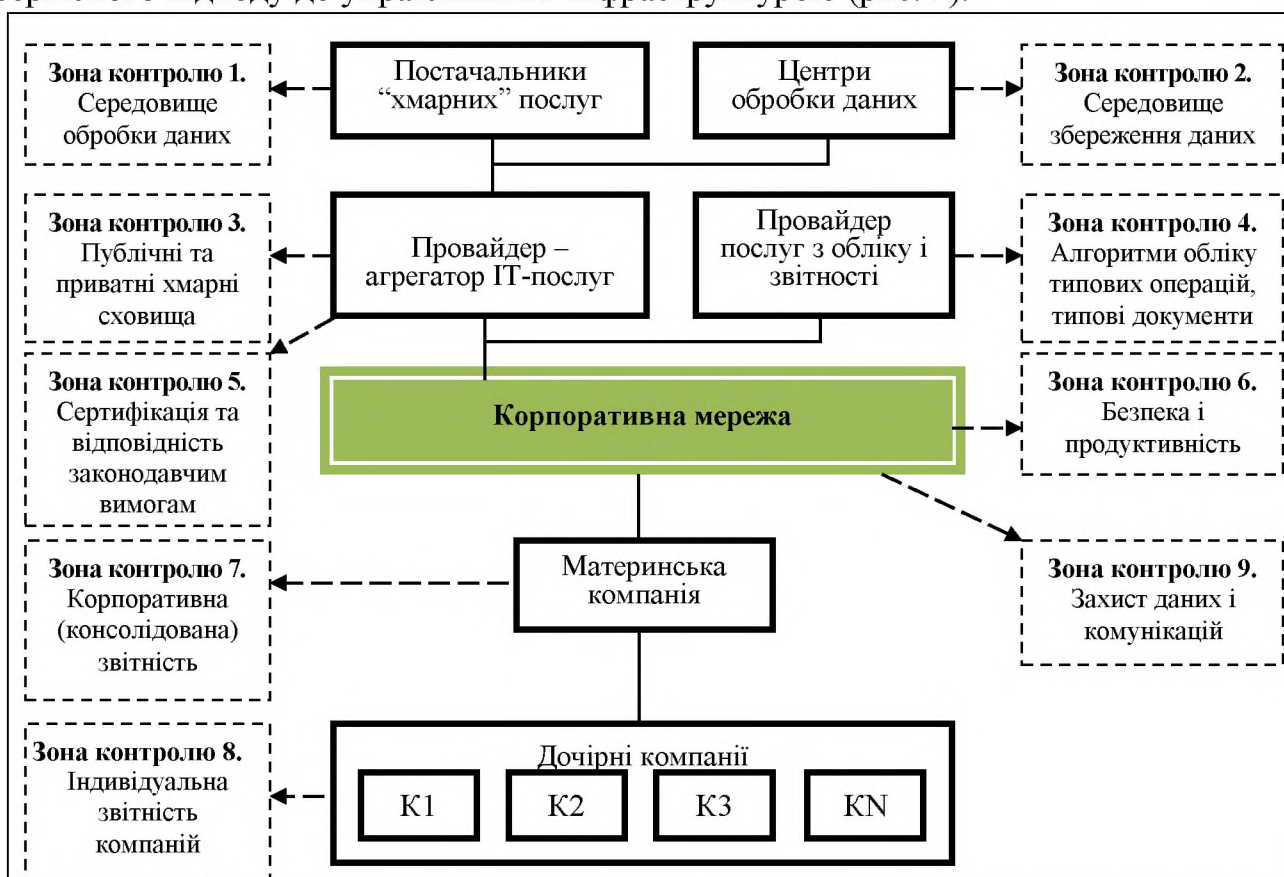 Зона контролю 1.
Середовище
обробки даних
Постачальники
“хмарних” послуг
Центри
обробки даних
Зона контролю 2.
Середовище
збереження даних
Зона контролю 3.
Публічні та
приватні хмарні
сховища
Провайдер –
агрегатор ІТ-послуг
Провайдер
послуг з обліку і
звітності
Зона контролю 4.
Алгоритми обліку
типових операцій,
типові документи
Зона контролю 5.
Сертифікація та
відповідність
законодавчим
вимогам
Корпоративна мережа
Зона контролю 6.
Безпека і
продуктивність
Зона контролю 7.
Корпоративна
(консолідована)
звітність
Материнська
компанія
Зона контролю 9.
Захист даних і
комунікацій
Зона контролю 8.
Індивідуальна
звітність
компаній
Дочірні компанії
К1
К2
К3
КN